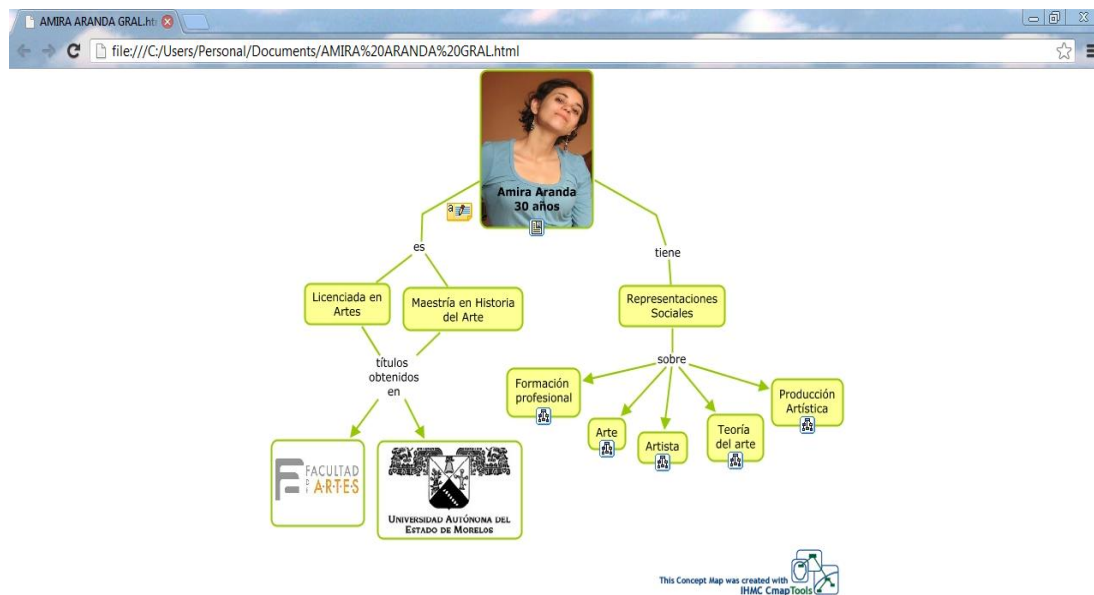 AMIRA ARANDA GRAL.ht
file:///C:/Users/Personal/Documents/AMIRA%20ARANDA%20GRAL.html
Amira Aranda
30 años
a
es
tiene
Licenciada en
Artes
Maestría en Historia
del Arte
Representaciones
Sociales
títulos
obtenidos
en
sobre
Formación
profesional
Arte
Artista
Teoría
del arte
Producción
Artística
FACULTAD
DE ARTES
UNIVERSIDAD AUTÓNOMA DEL
ESTADO DE MORELOS
This Concept Map was created with
IHMC CmapTools